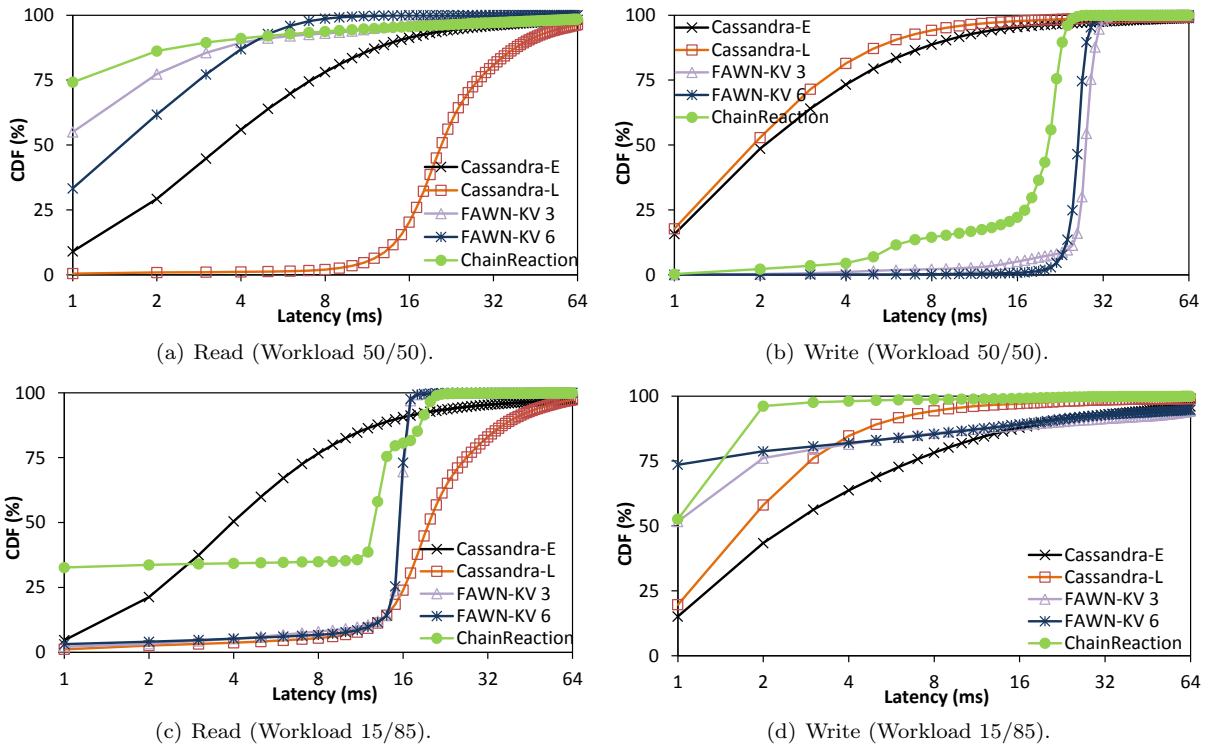 100
75
50
25
0
CDF (%)
Cassandra-E
Cassandra-L
FAWN-KV 3
FAWN-KV 6
ChainReaction
1 2 4 8 16 32 64
Latency (ms)
(a) Read (Workload 50/50).
100
75
50
25
0
CDF (%)
Cassandra-E
Cassandra-L
FAWN-KV 3
FAWN-KV 6
ChainReaction
1 2 4 8 16 32 64
Latency (ms)
(b) Write (Workload 50/50).
100
75
50
25
0
CDF (%)
Cassandra-E
Cassandra-L
FAWN-KV 3
FAWN-KV 6
ChainReaction
1 2 4 8 16 32 64
Latency (ms)
(c) Read (Workload 15/85).
100
75
50
25
0
CDF (%)
Cassandra-E
Cassandra-L
FAWN-KV 3
FAWN-KV 6
ChainReaction
1 2 4 8 16 32 64
Latency (ms)
(d) Write (Workload 15/85).